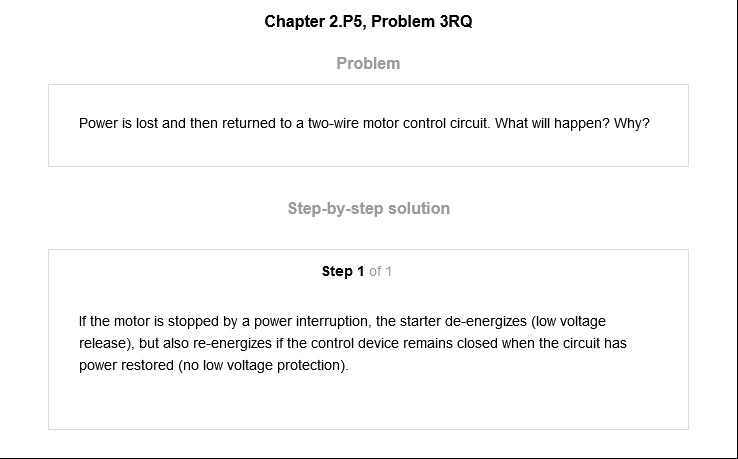 Chapter 2.P5, Problem 3RQ
Problem
Power is lost and then returned to a two-wire motor control circuit. What will happen? Why?
Step-by-step solution
Step 1 of 1
If the motor is stopped by a power interruption, the starter de-energizes (low voltage
release), but also re-energizes if the control device remains closed when the circuit has
power restored (no low voltage protection).